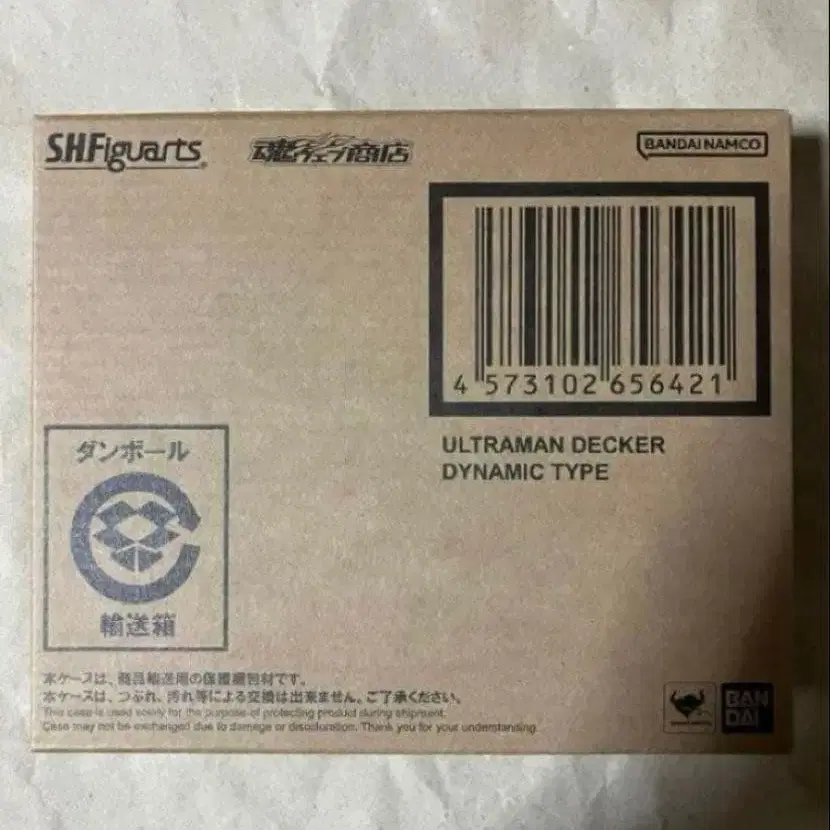 S.H.Figuarts
魂ウェブ商店
BANDAI NAMCO
4 573102 656421
ULTRAMAN DECKER
DYNAMIC TYPE
ダンボール
輸送箱
本ケースは、商品輸送用の保護梱包材です。
本ケースは、つぶれ、汚れ等による交換は出来ません。ご了承ください。
This case is used solely for the purpose of protecting product during shipment.
Case may not be exchanged due to damage or discoloration. Thank you for your understanding.
BAN
DAI